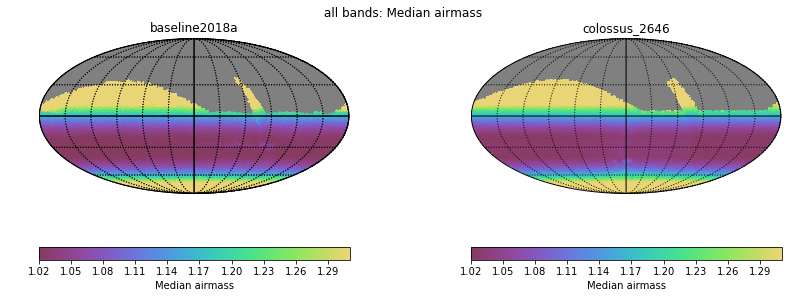 all bands: Median airmass
baseline2018a
colossus_2646
1.02 1.05 1.08 1.11 1.14 1.17 1.20 1.23 1.26 1.29
Median airmass
1.02 1.05 1.08 1.11 1.14 1.17 1.20 1.23 1.26 1.29
Median airmass